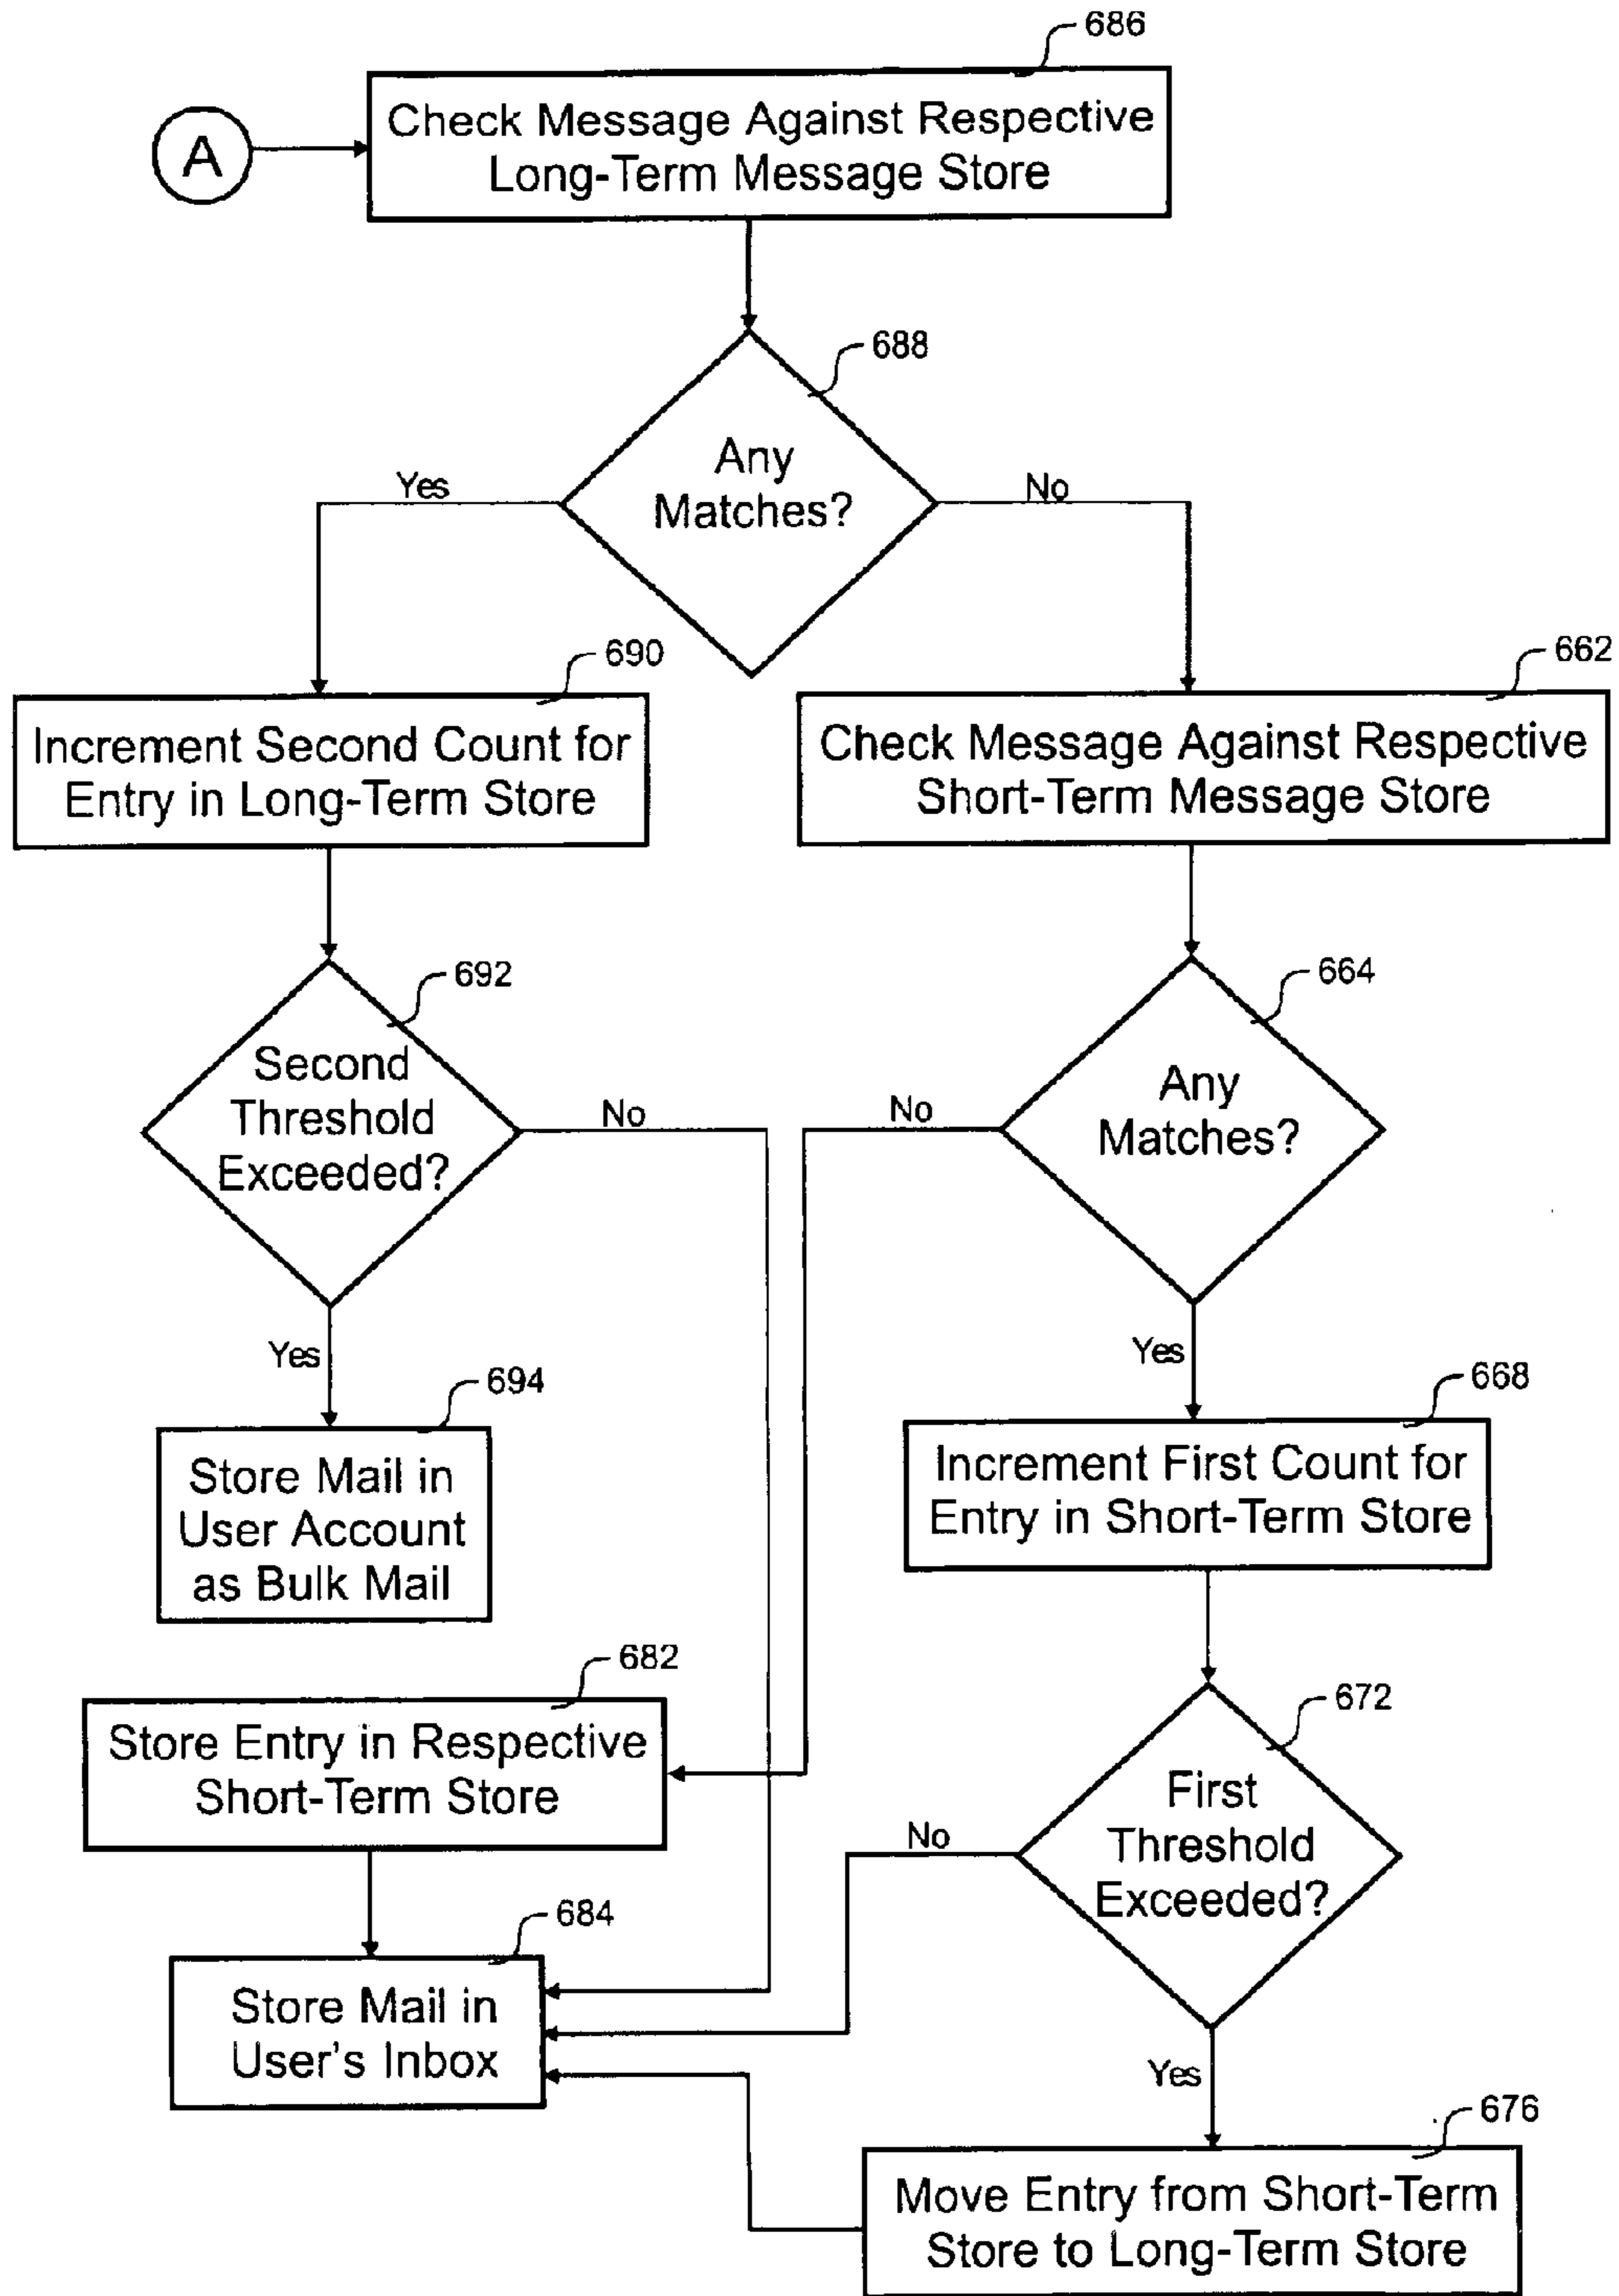 686
A
Check Message Against Respective
Long-Term Message Store
688
Any
Matches?
Yes
No
690
Increment Second Count for
Entry in Long-Term Store
662
Check Message Against Respective
Short-Term Message Store
692
Second
Threshold
Exceeded?
No
664
Any
Matches?
No
Yes
Yes
694
Store Mail in
User Account
as Bulk Mail
668
Increment First Count for
Entry in Short-Term Store
682
Store Entry in Respective
Short-Term Store
672
First
Threshold
Exceeded?
No
684
Store Mail in
User's Inbox
Yes
676
Move Entry from Short-Term
Store to Long-Term Store